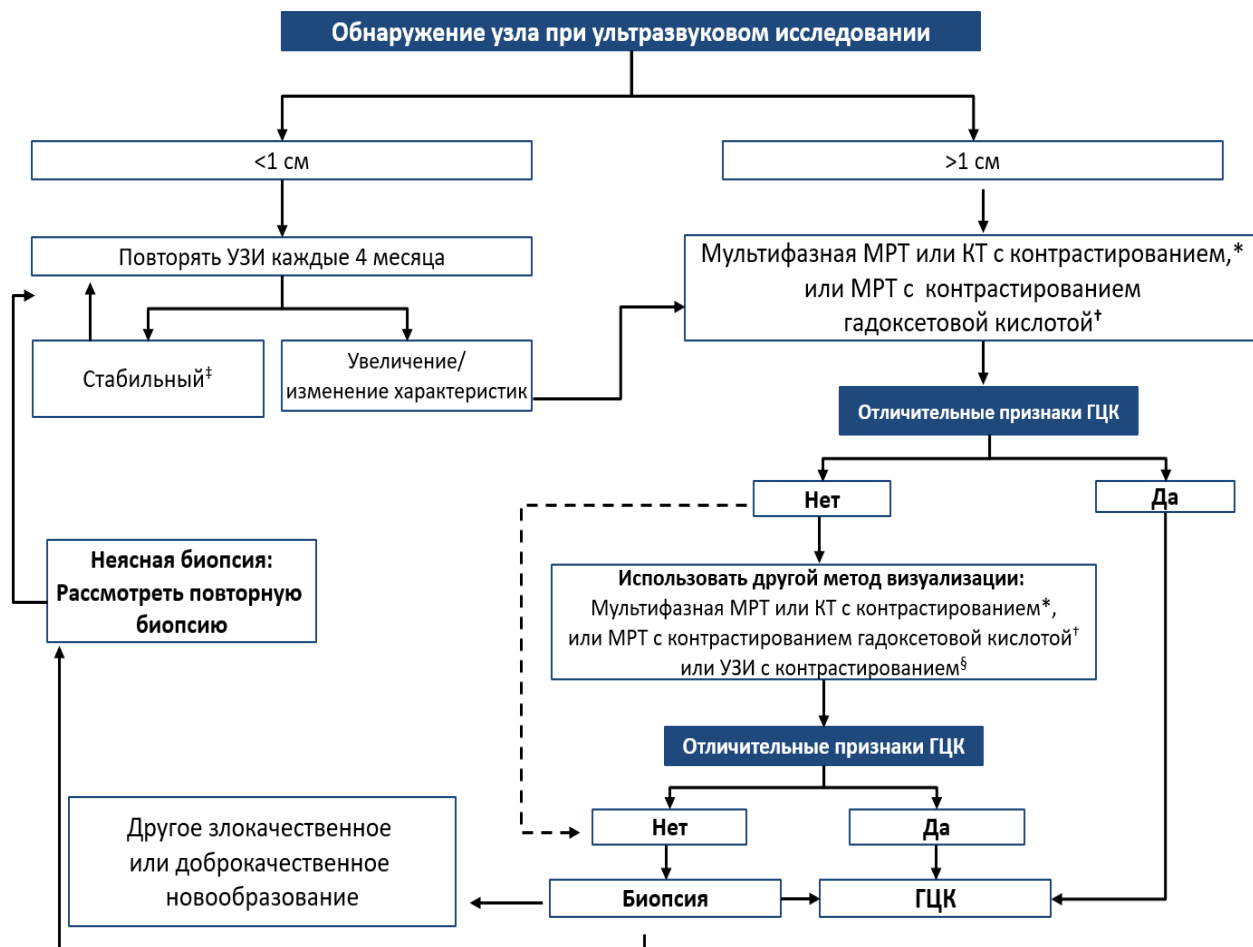 Обнаружение узла при ультразвуковом исследовании
<1 см
>1 см
Повторять УЗИ каждые 4 месяца
Мультифазная МРТ или КТ с контрастированием,*
или МРТ с контрастированием
гадоксетовой кислотой†
Стабильный‡
Увеличение/
изменение характеристик
Отличительные признаки ГЦК
Нет
Да
Неясная биопсия:
Рассмотреть повторную
биопсию
Использовать другой метод визуализации:
Мультифазная МРТ или КТ с контрастированием*,
или МРТ с контрастированием гадоксетовой кислотой†
или УЗИ с контрастированием§
Отличительные признаки ГЦК
Нет
Да
Другое злокачественное
или доброкачественное
новообразование
Биопсия
ГЦК